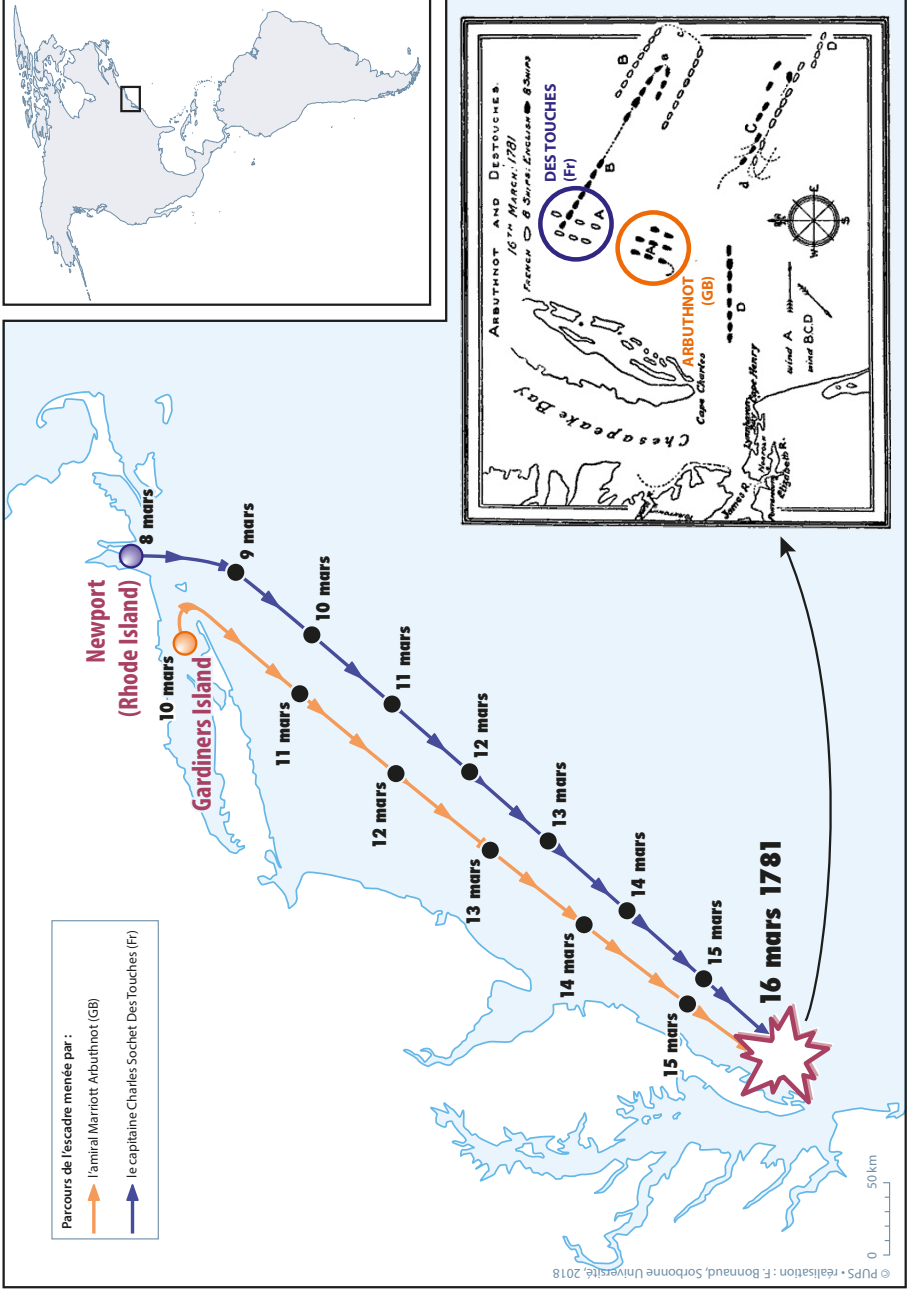 Parcours de l'escadre menée par :
l'amiral Marriott Arbuthnot (GB)
le capitaine Charles Sochet Des Touches (Fr)
Newport
(Rhode Island)
8 mars
9 mars
10 mars
11 mars
12 mars
13 mars
14 mars
15 mars
10 mars
Gardiners Island
11 mars
12 mars
13 mars
14 mars
15 mars
16 mars 1781
ARBUTHNOT AND DESTOUCHES.
16TH MARCH: 1781
FRENCH 8 SHIPS: ENGLISH 8 SHIPS
DES TOUCHES
(Fr)
ARBUTHNOT
(GB)
A
A
B
B
a
c
C
d
D
D
Chesapeake Bay
Cape Charles
Cape Henry
Lynnhaven
Bay
James R.
Norfolk
Elizabeth R.
wind A
wind B.C.D
W
E
S
0
50 km
© PUPS • réalisation : F. Bonnaud, Sorbonne Université, 2018